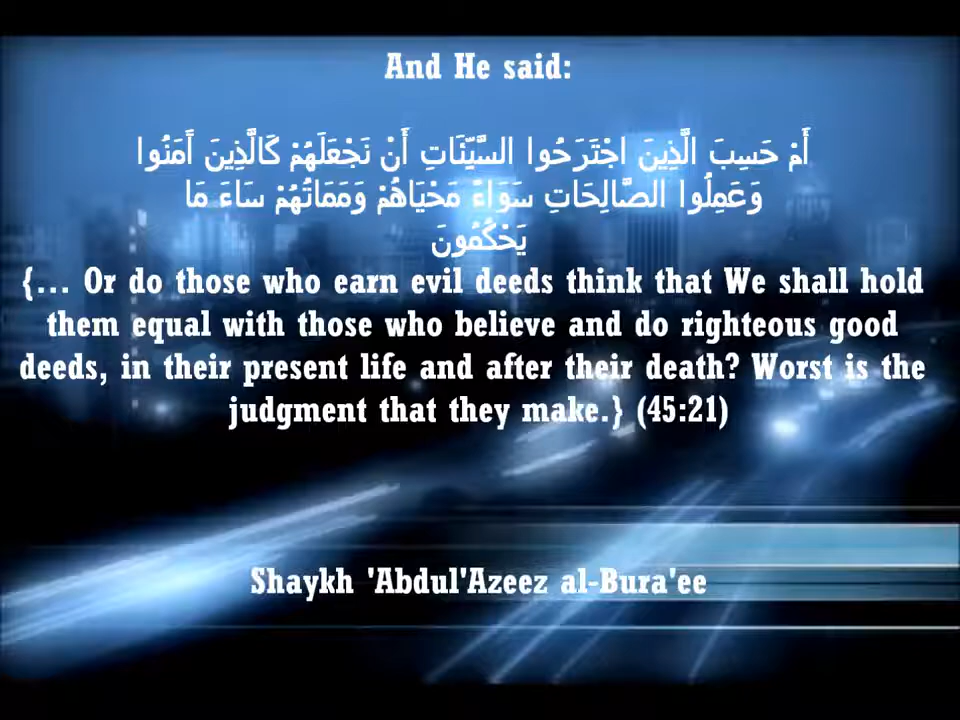 And He said:
أَمْ حَسِبَ الَّذِينَ اجْتَرَحُوا السَّيِّئَاتِ أَنْ نَجْعَلَهُمْ كَالَّذِينَ آَمَنُوا
وَعَمِلُوا الصَّالِحَاتِ سَوَاءً مَحْيَاهُمْ وَمَمَاتُهُمْ سَاءَ مَا
يَحْكُمُونَ
{... Or do those who earn evil deeds think that We shall hold
them equal with those who believe and do righteous good
deeds, in their present life and after their death? Worst is the
judgment that they make.} (45:21)
Shaykh 'Abdul'Azeez al-Bura'ee